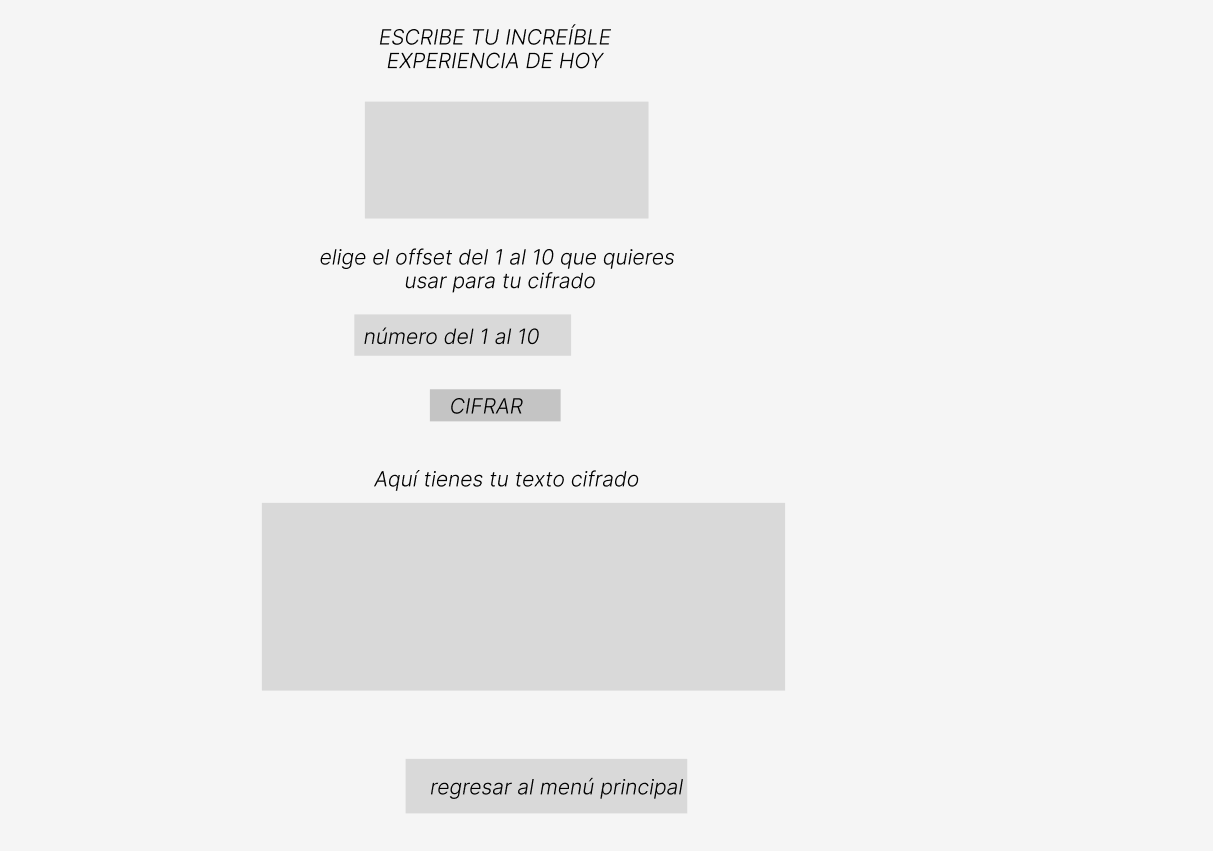 ESCRIBE TU INCREÍBLE
EXPERIENCIA DE HOY
elige el offset del 1 al 10 que quieres
usar para tu cifrado
número del 1 al 10
CIFRAR
Aquí tienes tu texto cifrado
regresar al menú principal